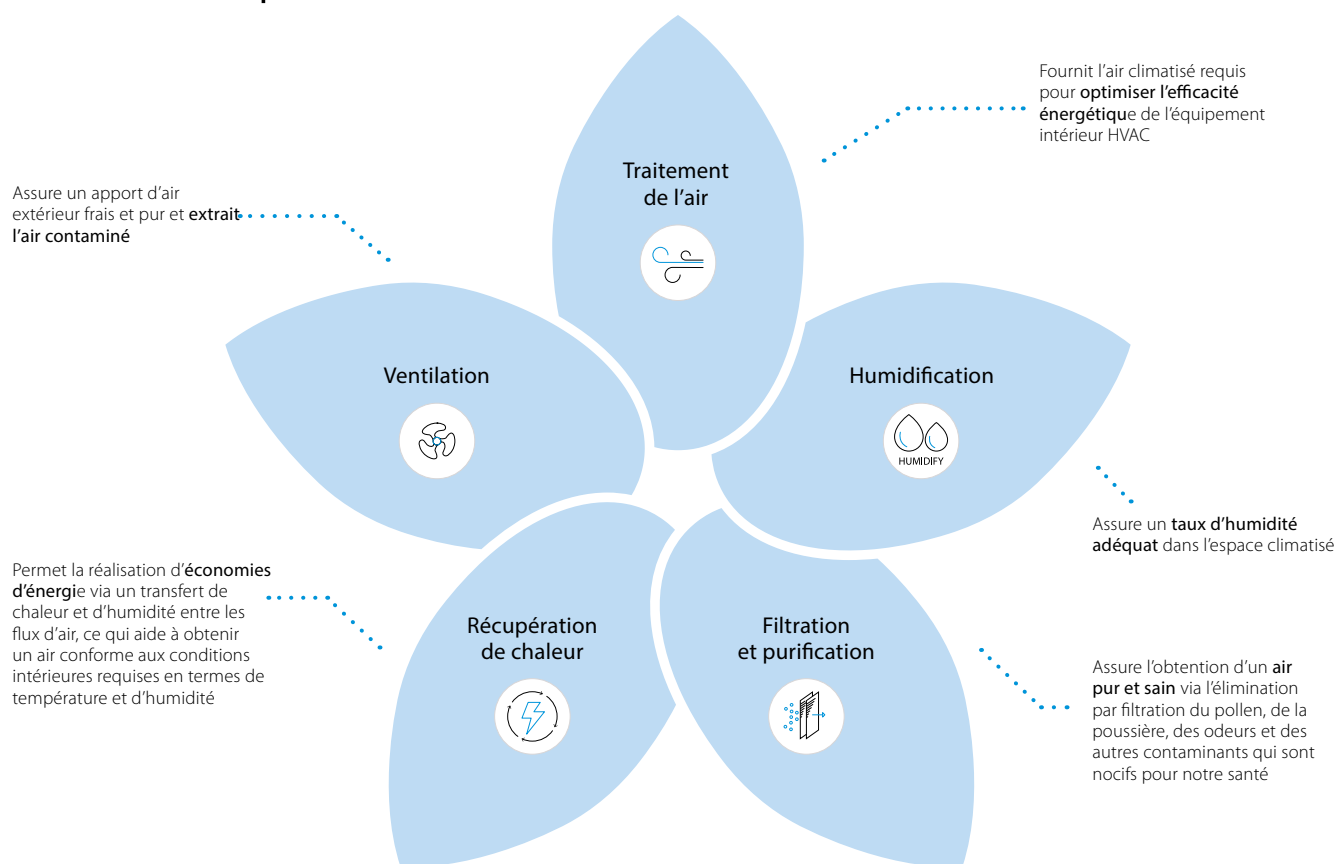 Fournit l’air climatisé requis
pour optimiser l’efficacité
énergétique de l’équipement
intérieur HVAC
Traitement
de l’air
Assure un apport d’air
extérieur frais et pur et extrait
l’air contaminé
Ventilation
Humidification
HUMIDIFY
Assure un taux d’humidité
adéquat dans l’espace climatisé
Permet la réalisation d’économies
d’énergie via un transfert de
chaleur et d’humidité entre les
flux d’air, ce qui aide à obtenir
un air conforme aux conditions
intérieures requises en termes de
température et d’humidité
Récupération
de chaleur
Filtration
et purification
Assure l’obtention d’un air
pur et sain via l’élimination
par filtration du pollen, de la
poussière, des odeurs et des
autres contaminants qui sont
nocifs pour notre santé